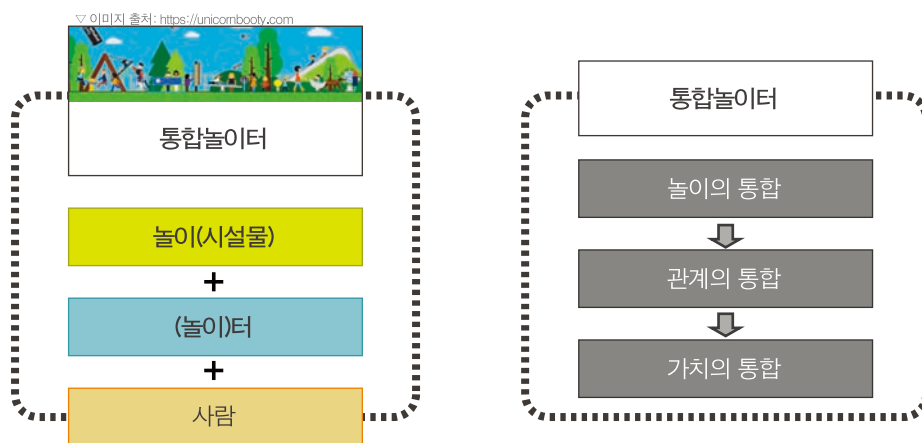 ▽ 이미지 출처: https://unicornbooty.com
통합놀이터
놀이(시설물)
+
(놀이)터
+
사람
통합놀이터
놀이의 통합
관계의 통합
가치의 통합